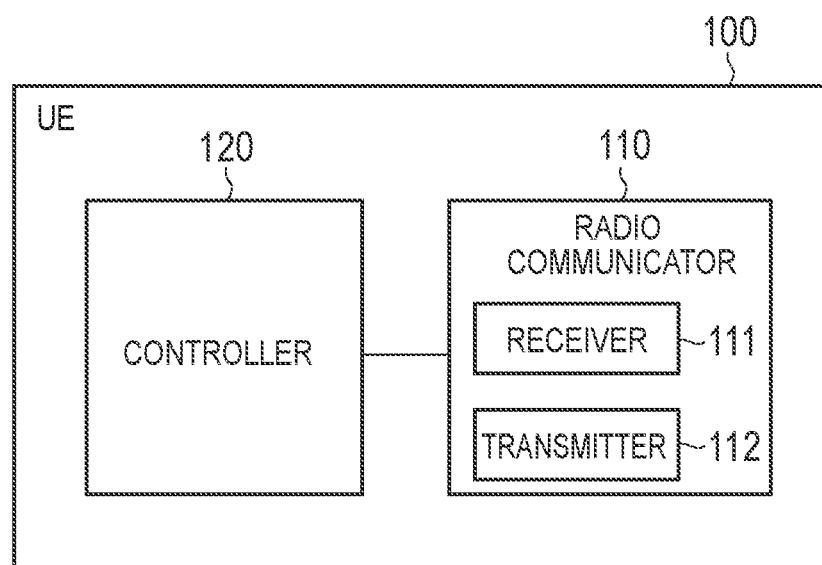 100
UE
120
110
RADIO
COMMUNICATOR
RECEIVER
111
CONTROLLER
TRANSMITTER
112